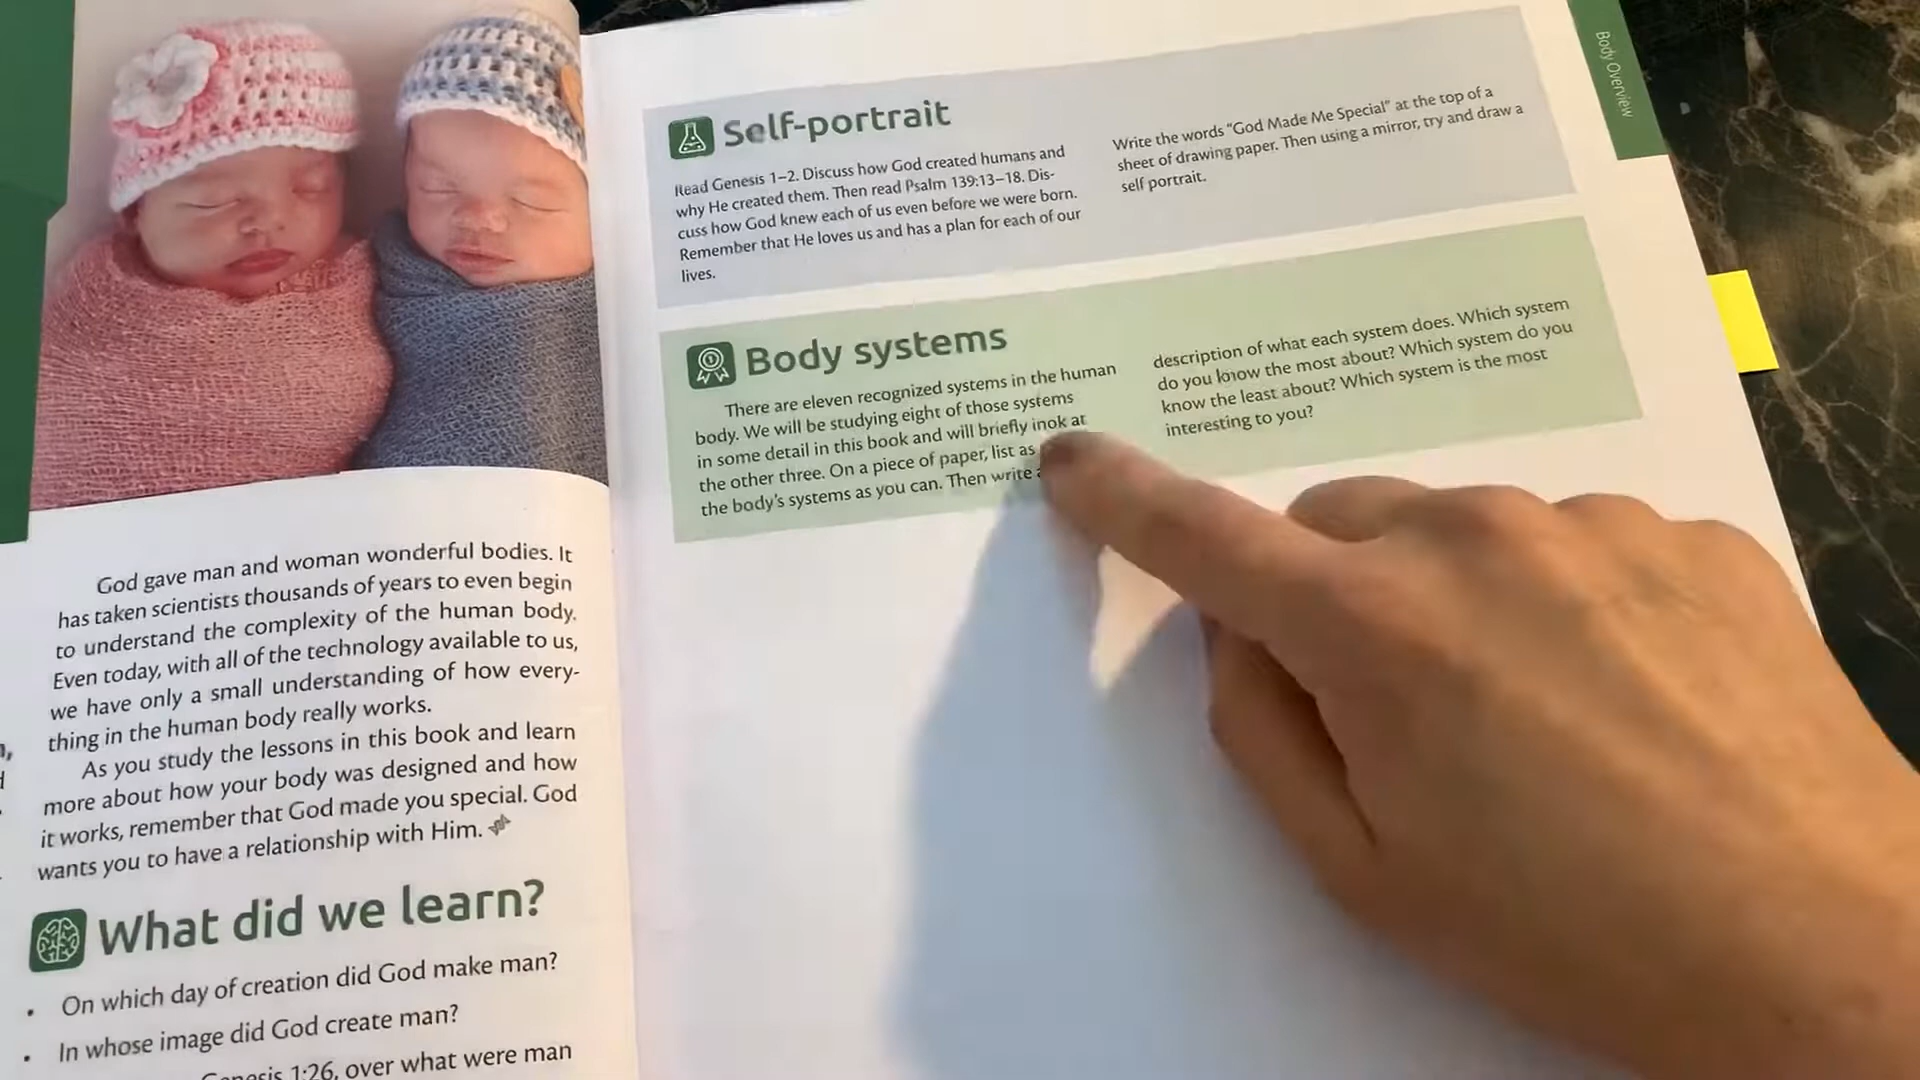 God gave man and woman wonderful bodies. It
has taken scientists thousands of years to even begin
to understand the complexity of the human body.
Even today, with all of the technology available to us,
we have only a small understanding of how every-
thing in the human body really works.
As you study the lessons in this book and learn
more about how your body was designed and how
it works, remember that God made you special. God
wants you to have a relationship with Him.
What did we learn?
• On which day of creation did God make man?
• In whose image did God create man?
Genesis 1:26, over what were man
Body Overview
Self-portrait
Read Genesis 1–2. Discuss how God created humans and
why He created them. Then read Psalm 139:13–18. Dis-
cuss how God knew each of us even before we were born.
Remember that He loves us and has a plan for each of our
lives.
Write the words "God Made Me Special" at the top of a
sheet of drawing paper. Then using a mirror, try and draw a
self portrait.
Body systems
There are eleven recognized systems in the human
body. We will be studying eight of those systems
in some detail in this book and will briefly
at
the other three. On a piece of paper, list as
the body's systems as you can. Then write
description of what each system does. Which system
do you know the most about? Which system do you
know the least about? Which system is the most
interesting to you?